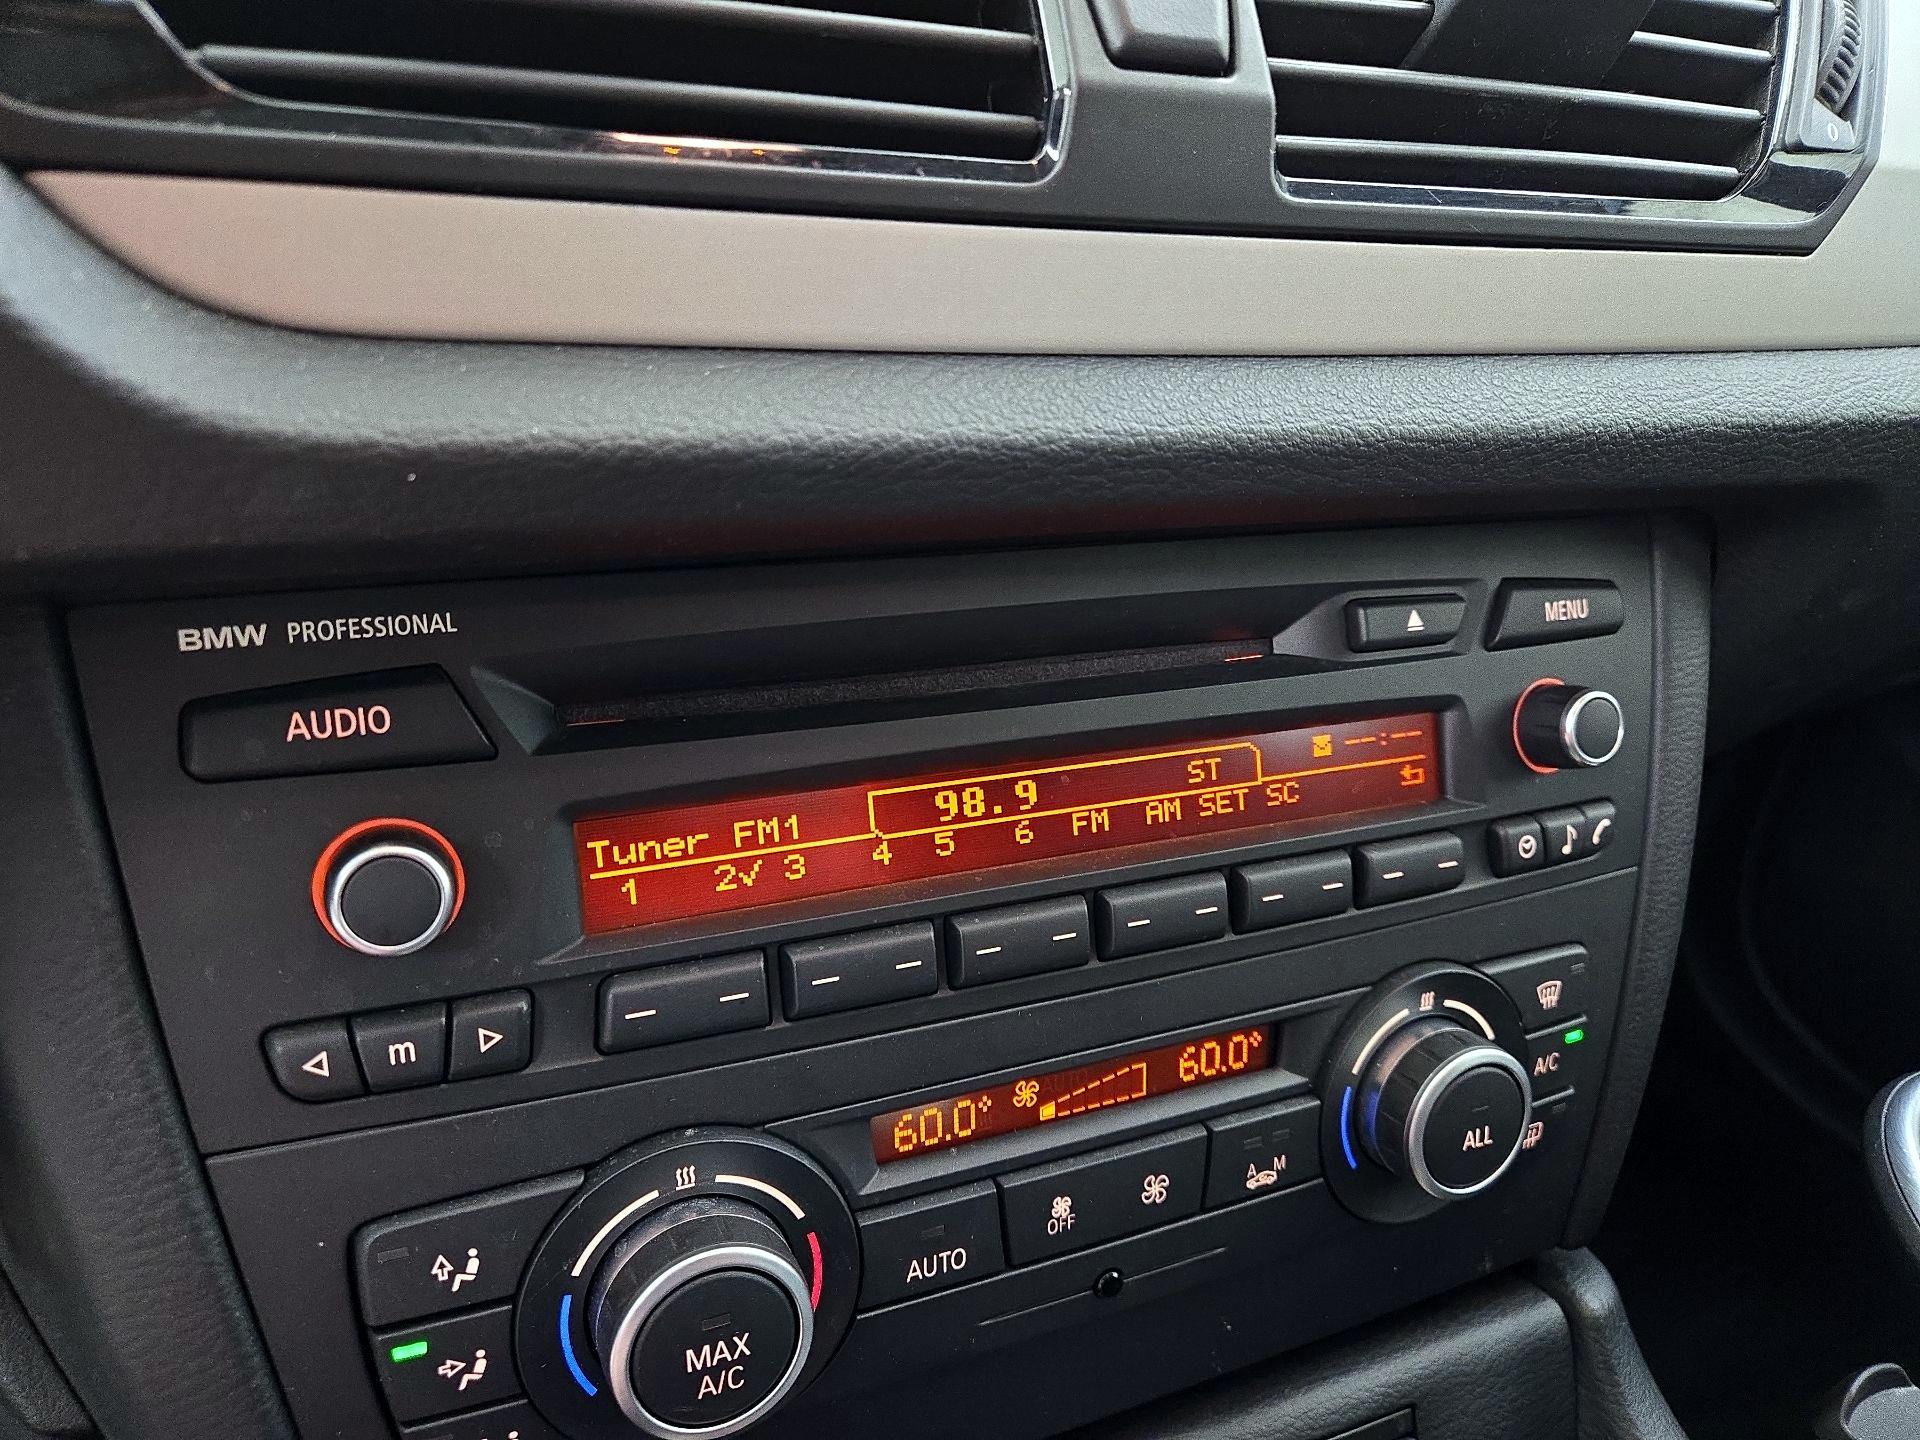 BMW PROFESSIONAL
MENU
AUDIO
Tuner FM1 98.9 ST --:--
1 2✓ 3 4 5 6 FM AM SET SC
m
60.0° 60.0°
A/C
ALL
A M
OFF
AUTO
MAX
A/C